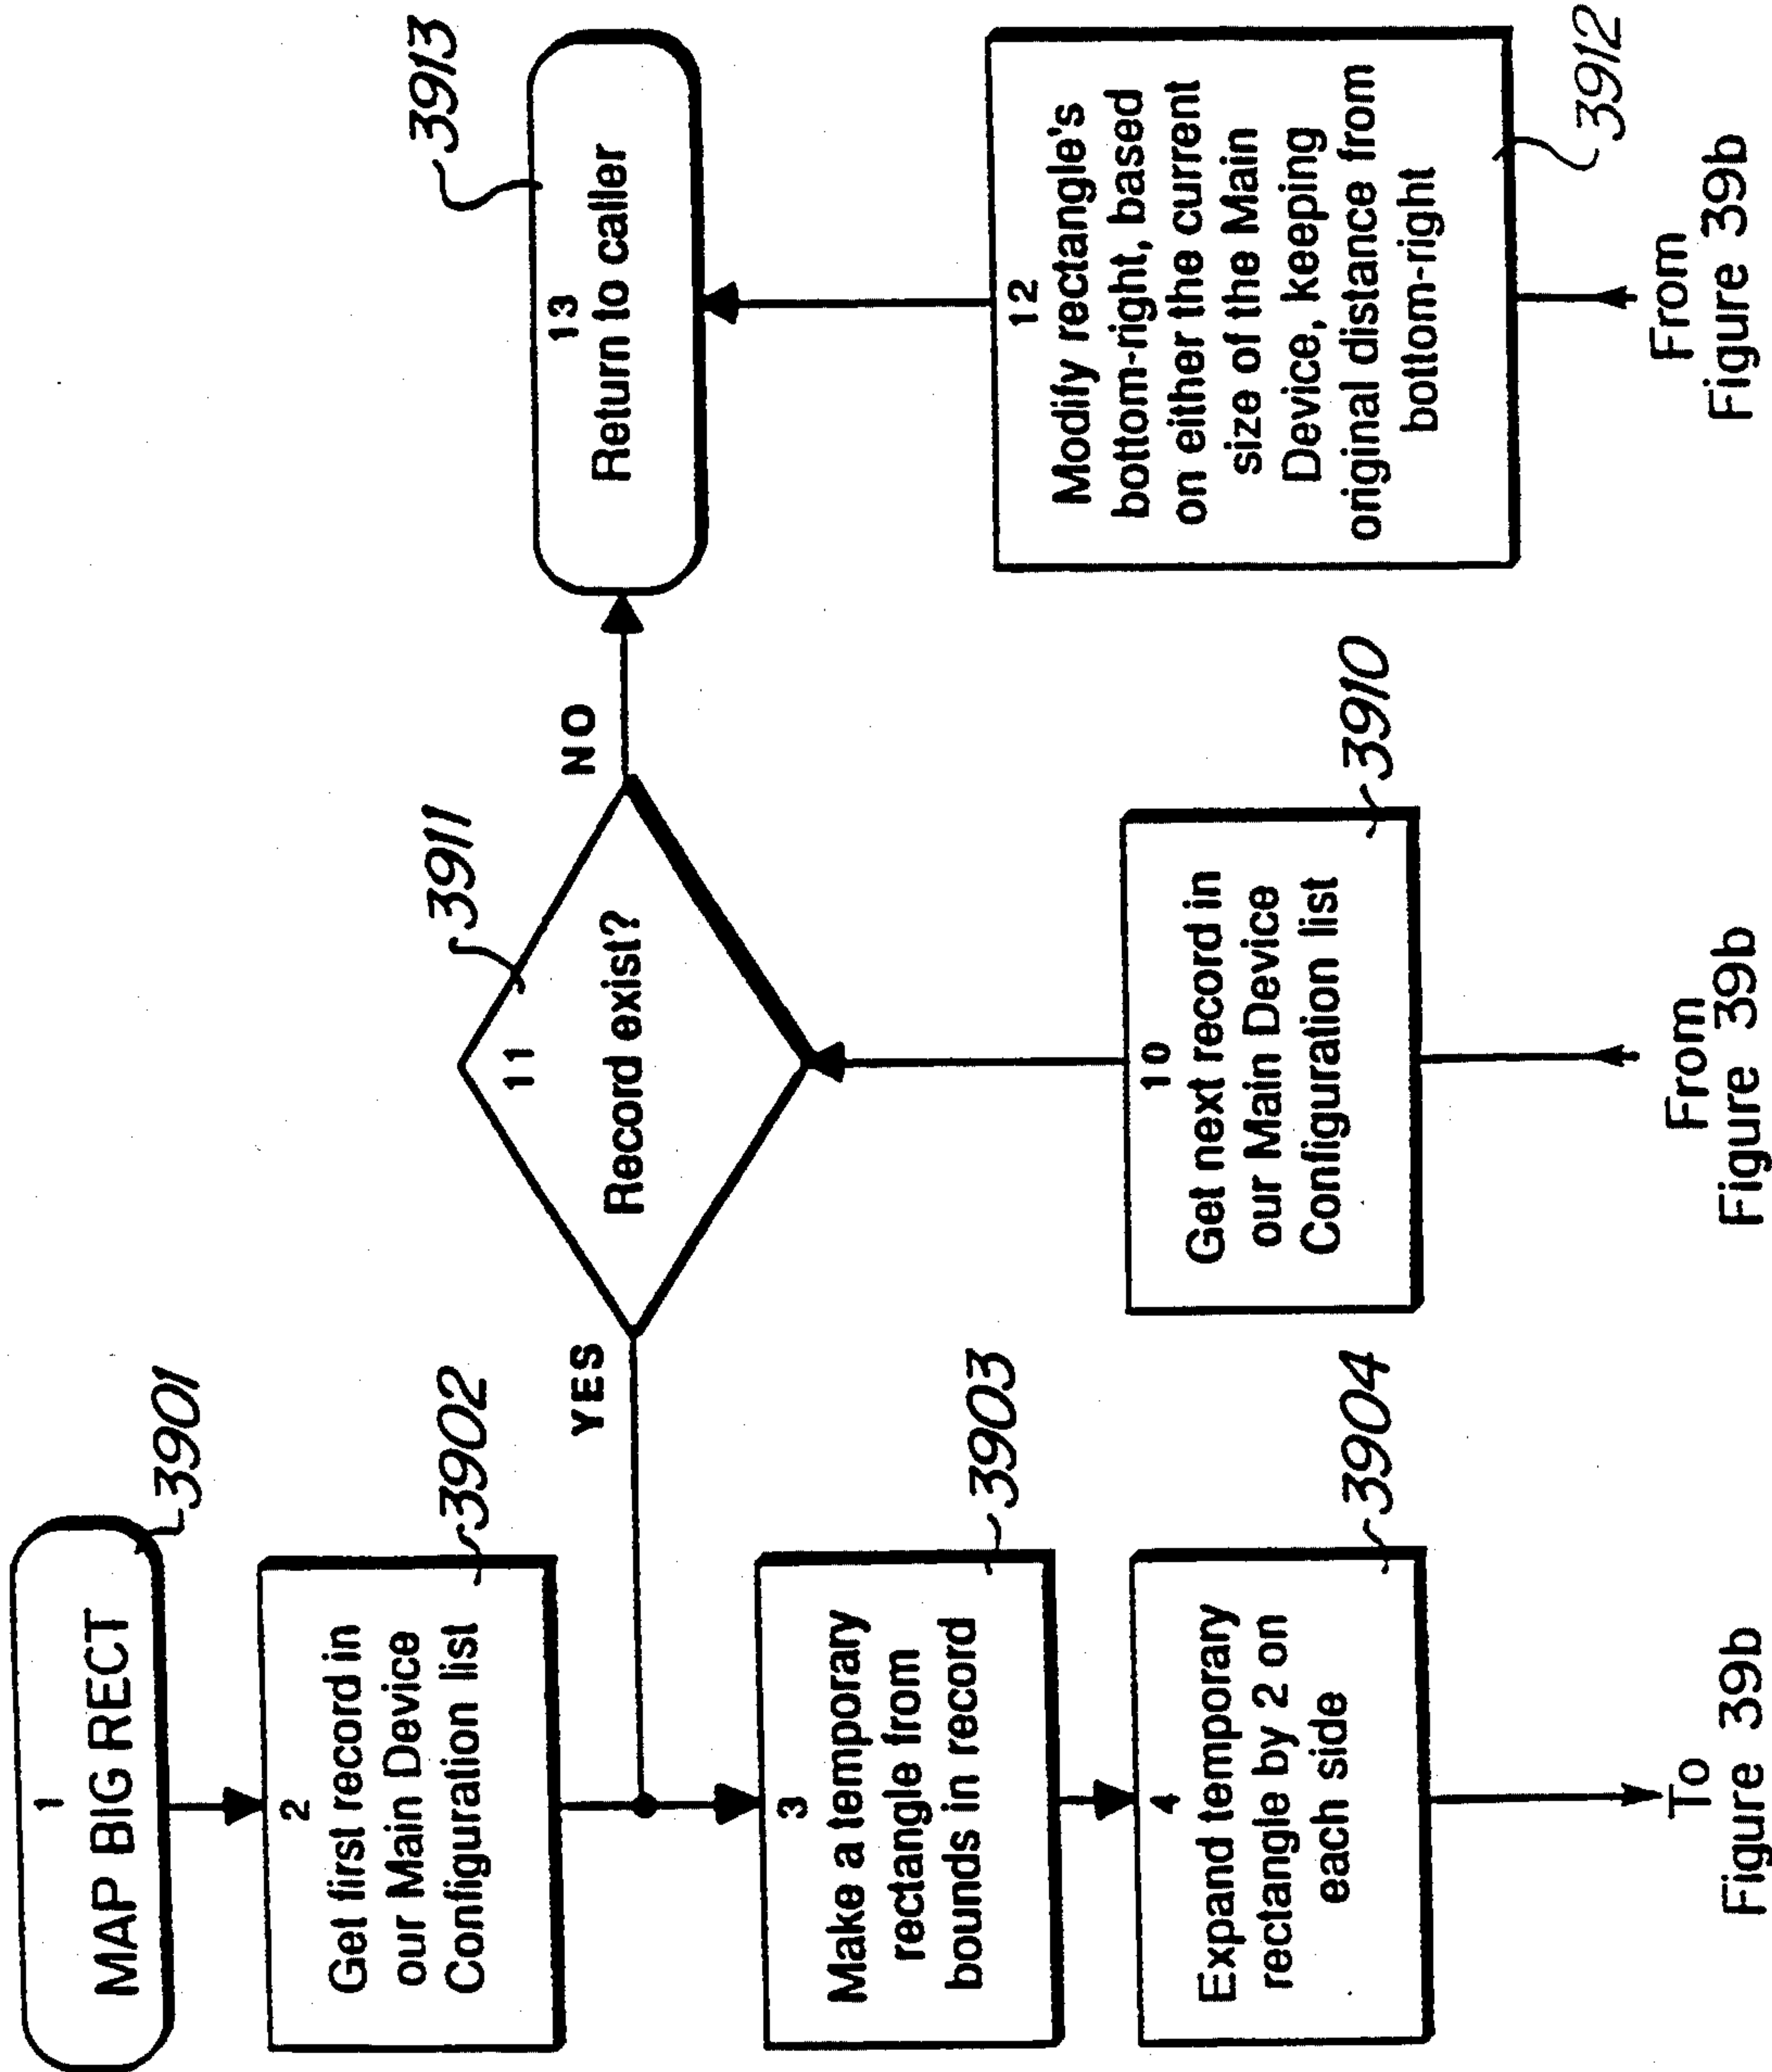 1
MAP BIG RECT
3901
2
Get first record in
our Main Device
Configuration list
3902
YES
3
Make a temporary
rectangle from
bounds in record
3903
4
Expand temporary
rectangle by 2 on
each side
3904
To
Figure 39b
11
Record exist?
3911
NO
10
Get next record in
our Main Device
Configuration list
3910
From
Figure 39b
13
Return to caller
3913
12
Modify rectangle's
bottom-right, based
on either the current
size of the Main
Device, keeping
original distance from
bottom-right
3912
From
Figure 39b